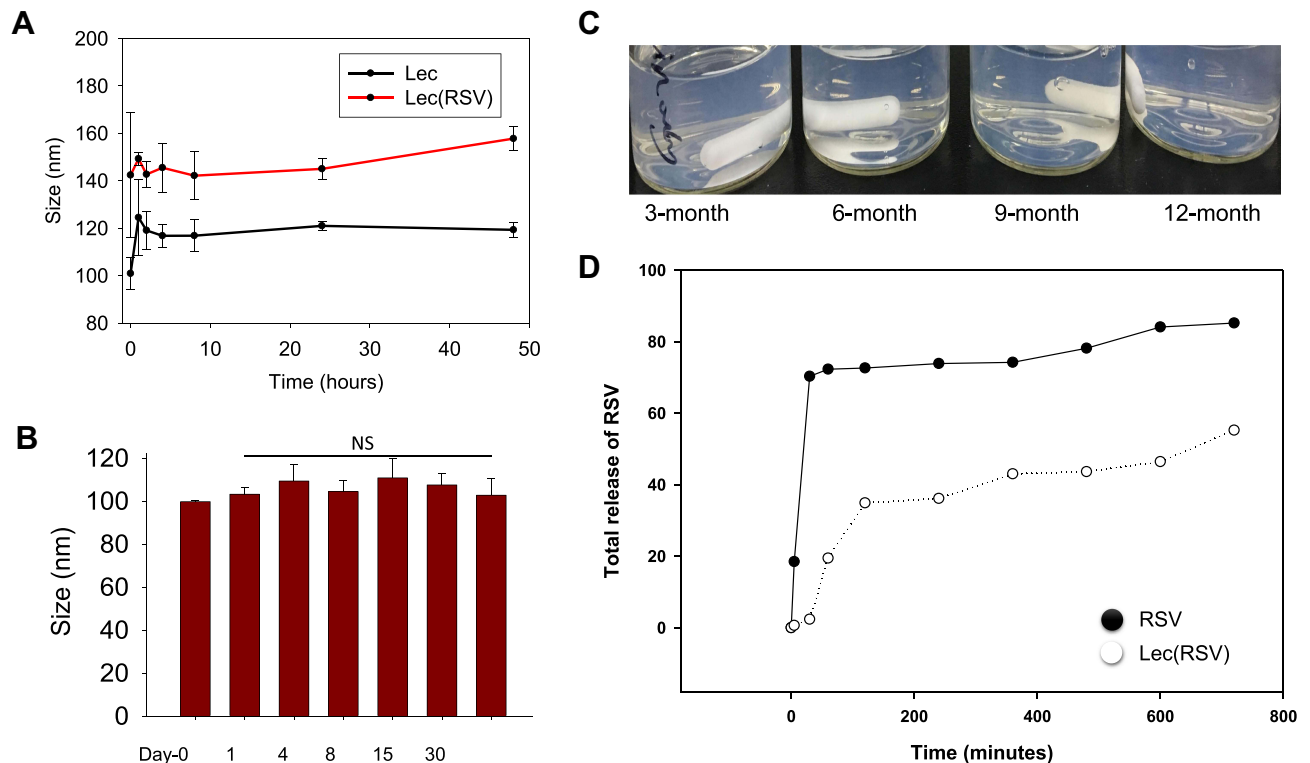 A
200
180
160
140
120
100
80
Size (nm)
Lec
Lec(RSV)
0 10 20 30 40 50
Time (hours)
B
NS
120
100
80
60
40
20
0
Size (nm)
Day-0 1 4 8 15 30
C
3-month 6-month 9-month 12-month
D
100
80
60
40
20
0
Total release of RSV
RSV
Lec(RSV)
0 200 400 600 800
Time (minutes)